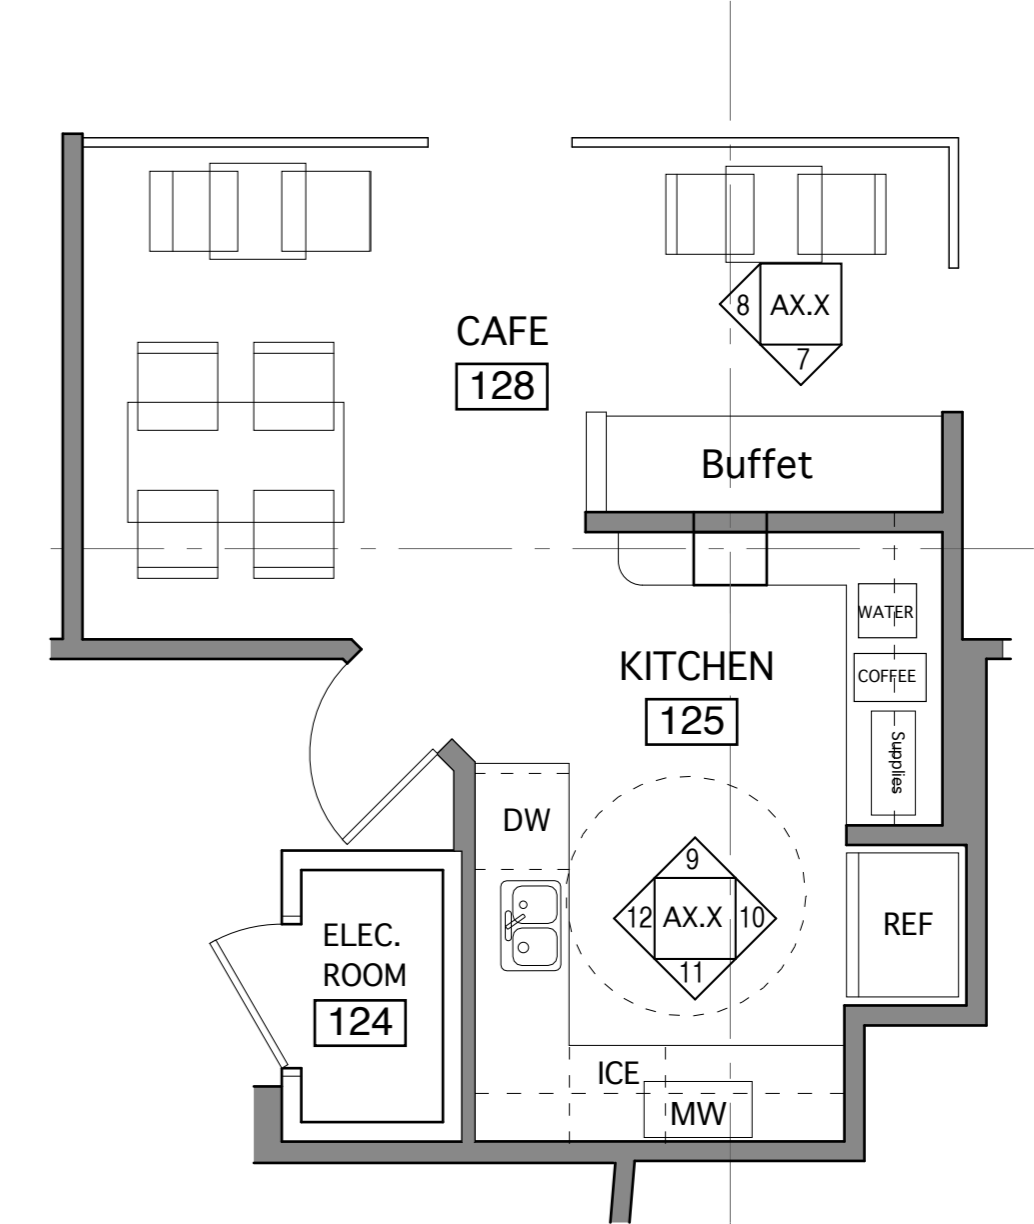 8
AX.X
7
CAFE
128
Buffet
WATER
KITCHEN
COFFEE
125
Supplies
DW
9
12
AX.X
10
11
REF
ELEC.
ROOM
124
ICE
MW